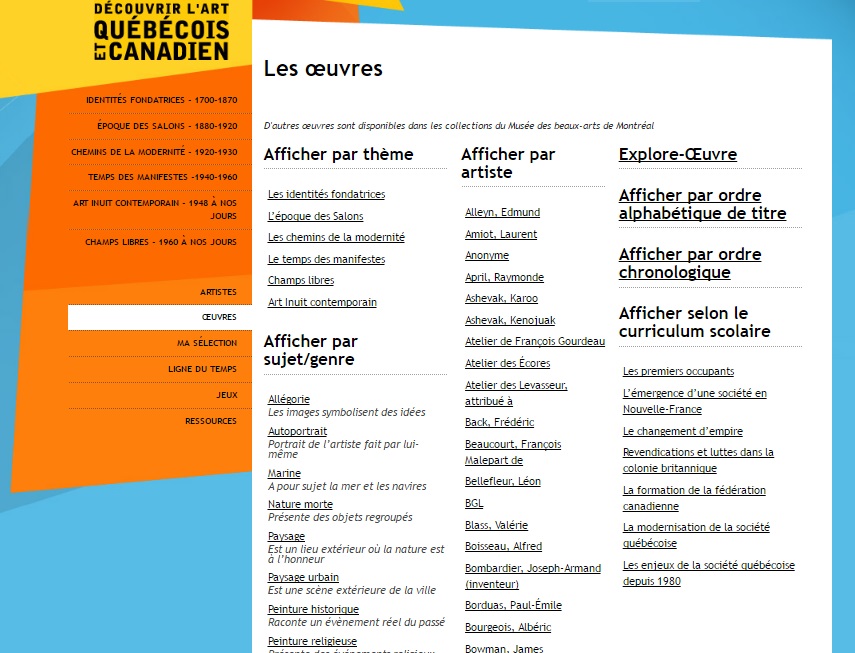 DÉCOUVRIR L'ART
QUÉBÉCOIS
ET CANADIEN
IDENTITÉS FONDATRICES - 1700-1870
ÉPOQUE DES SALONS - 1880-1920
CHEMINS DE LA MODERNITÉ - 1920-1930
TEMPS DES MANIFESTES -1940-1960
ART INUIT CONTEMPORAIN - 1948 À NOS
JOURS
CHAMPS LIBRES - 1960 À NOS JOURS
ARTISTES
ŒUVRES
MA SÉLECTION
LIGNE DU TEMPS
JEUX
RESSOURCES
Les œuvres
D'autres œuvres sont disponibles dans les collections du Musée des beaux-arts de Montréal
Afficher par thème
Les identités fondatrices
L'époque des Salons
Les chemins de la modernité
Le temps des manifestes
Champs libres
Art Inuit contemporain
Afficher par
sujet/genre
Allégorie
Les images symbolisent des idées
Autoportrait
Portrait de l'artiste fait par lui-
même
Marine
A pour sujet la mer et les navires
Nature morte
Présente des objets regroupés
Paysage
Est un lieu extérieur où la nature est
à l'honneur
Paysage urbain
Est une scène extérieure de la ville
Peinture historique
Raconte un évènement réel du passé
Peinture religieuse
Présente des événements religieux
Afficher par
artiste
Alleyn, Edmund
Amiot, Laurent
Anonyme
April, Raymonde
Ashevak, Karoo
Ashevak, Kenojuak
Atelier de François Gourdeau
Atelier des Écores
Atelier des Levasseur,
attribué à
Back, Frédéric
Beaucourt, François
Malepart de
Bellefleur, Léon
BGL
Blass, Valérie
Boisseau, Alfred
Bombardier, Joseph-Armand
(inventeur)
Borduas, Paul-Émile
Bourgeois, Albéric
Bowman, James
Explore-Œuvre
Afficher par ordre
alphabétique de titre
Afficher par ordre
chronologique
Afficher selon le
curriculum scolaire
Les premiers occupants
L'émergence d'une société en
Nouvelle-France
Le changement d'empire
Revendications et luttes dans la
colonie britannique
La formation de la fédération
canadienne
La modernisation de la société
québécoise
Les enjeux de la société québécoise
depuis 1980